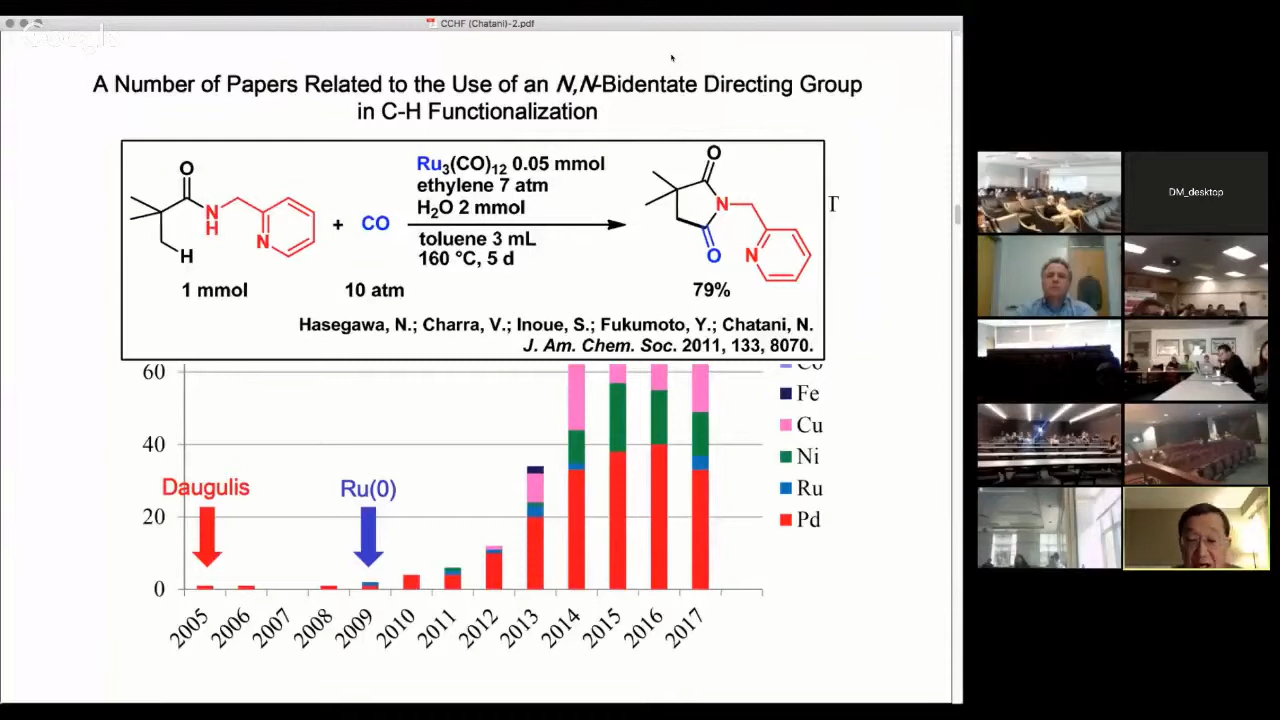 CCHF (Chatani)-2.pdf
Google
A Number of Papers Related to the Use of an N,N-Bidentate Directing Group
in C-H Functionalization
O
N
H
N
H
+ CO
Ru3(CO)12 0.05 mmol
ethylene 7 atm
H2O 2 mmol
toluene 3 mL
160 °C, 5 d
O
N
O
N
1 mmol
10 atm
79%
Hasegawa, N.; Charra, V.; Inoue, S.; Fukumoto, Y.; Chatani, N.
J. Am. Chem. Soc. 2011, 133, 8070.
60
40
20
0
Daugulis
Ru(0)
Co
Fe
Cu
Ni
Ru
Pd
2005
2006
2007
2008
2009
2010
2011
2012
2013
2014
2015
2016
2017
DM_desktop